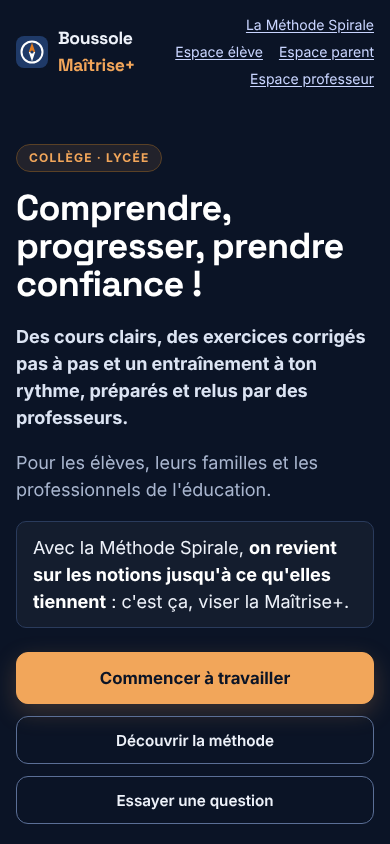 Boussole
Maîtrise+
La Méthode Spirale
Espace élève Espace parent
Espace professeur
COLLÈGE · LYCÉE
Comprendre,
progresser, prendre
confiance !
Des cours clairs, des exercices corrigés
pas à pas et un entraînement à ton
rythme, préparés et relus par des
professeurs.
Pour les élèves, leurs familles et les
professionnels de l'éducation.
Avec la Méthode Spirale, on revient
sur les notions jusqu'à ce qu'elles
tiennent : c'est ça, viser la Maîtrise+.
Commencer à travailler
Découvrir la méthode
Essayer une question